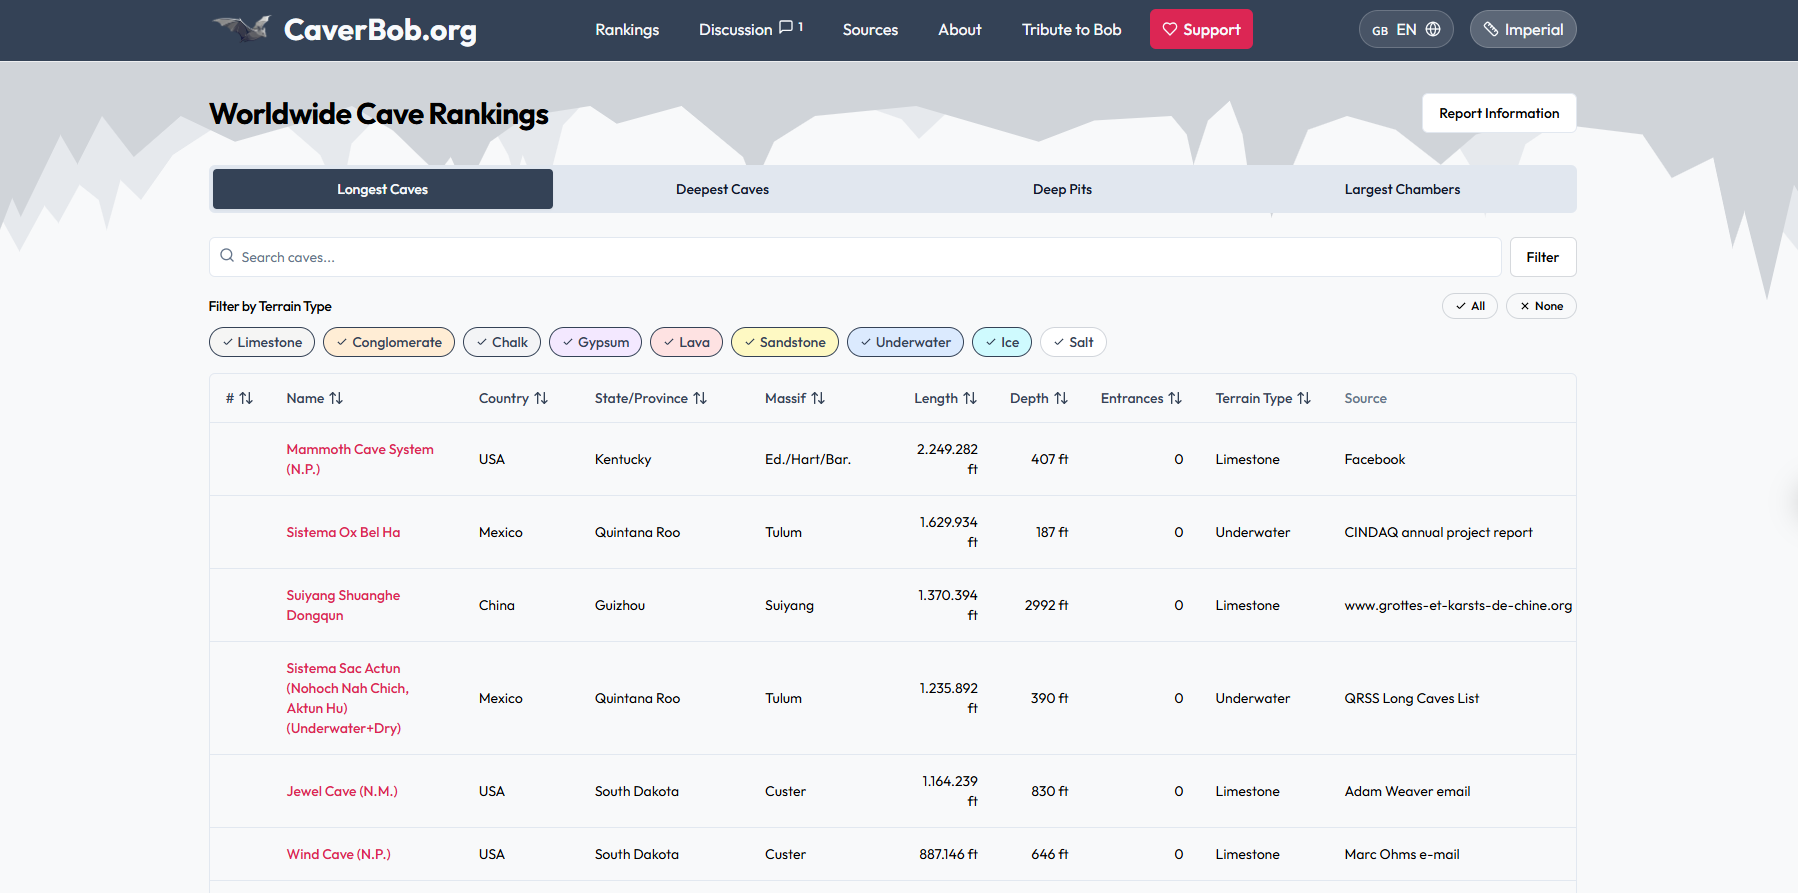 CaverBob.org
Rankings
Discussion 1
Sources
About
Tribute to Bob
Support
GB EN
Imperial
Worldwide Cave Rankings
Report Information
Longest Caves
Deepest Caves
Deep Pits
Largest Chambers
Search caves...
Filter
Filter by Terrain Type
All
None
Limestone
Conglomerate
Chalk
Gypsum
Lava
Sandstone
Underwater
Ice
Salt
# Name Country State/Province Massif Length Depth Entrances Terrain Type Source
Mammoth Cave System
(N.P.)
USA
Kentucky
Ed./Hart/Bar.
2.249.282
ft
407 ft
0
Limestone
Facebook
Sistema Ox Bel Ha
Mexico
Quintana Roo
Tulum
1.629.934
ft
187 ft
0
Underwater
CINDAQ annual project report
Suiyang Shuanghe
Dongqun
China
Guizhou
Suiyang
1.370.394
ft
2992 ft
0
Limestone
www.grottes-et-karsts-de-chine.org
Sistema Sac Actun
(Nohoch Nah Chich,
Aktun Hu)
(Underwater+Dry)
Mexico
Quintana Roo
Tulum
1.235.892
ft
390 ft
0
Underwater
QRSS Long Caves List
Jewel Cave (N.M.)
USA
South Dakota
Custer
1.164.239
ft
830 ft
0
Limestone
Adam Weaver email
Wind Cave (N.P.)
USA
South Dakota
Custer
887.146 ft
646 ft
0
Limestone
Marc Ohms e-mail